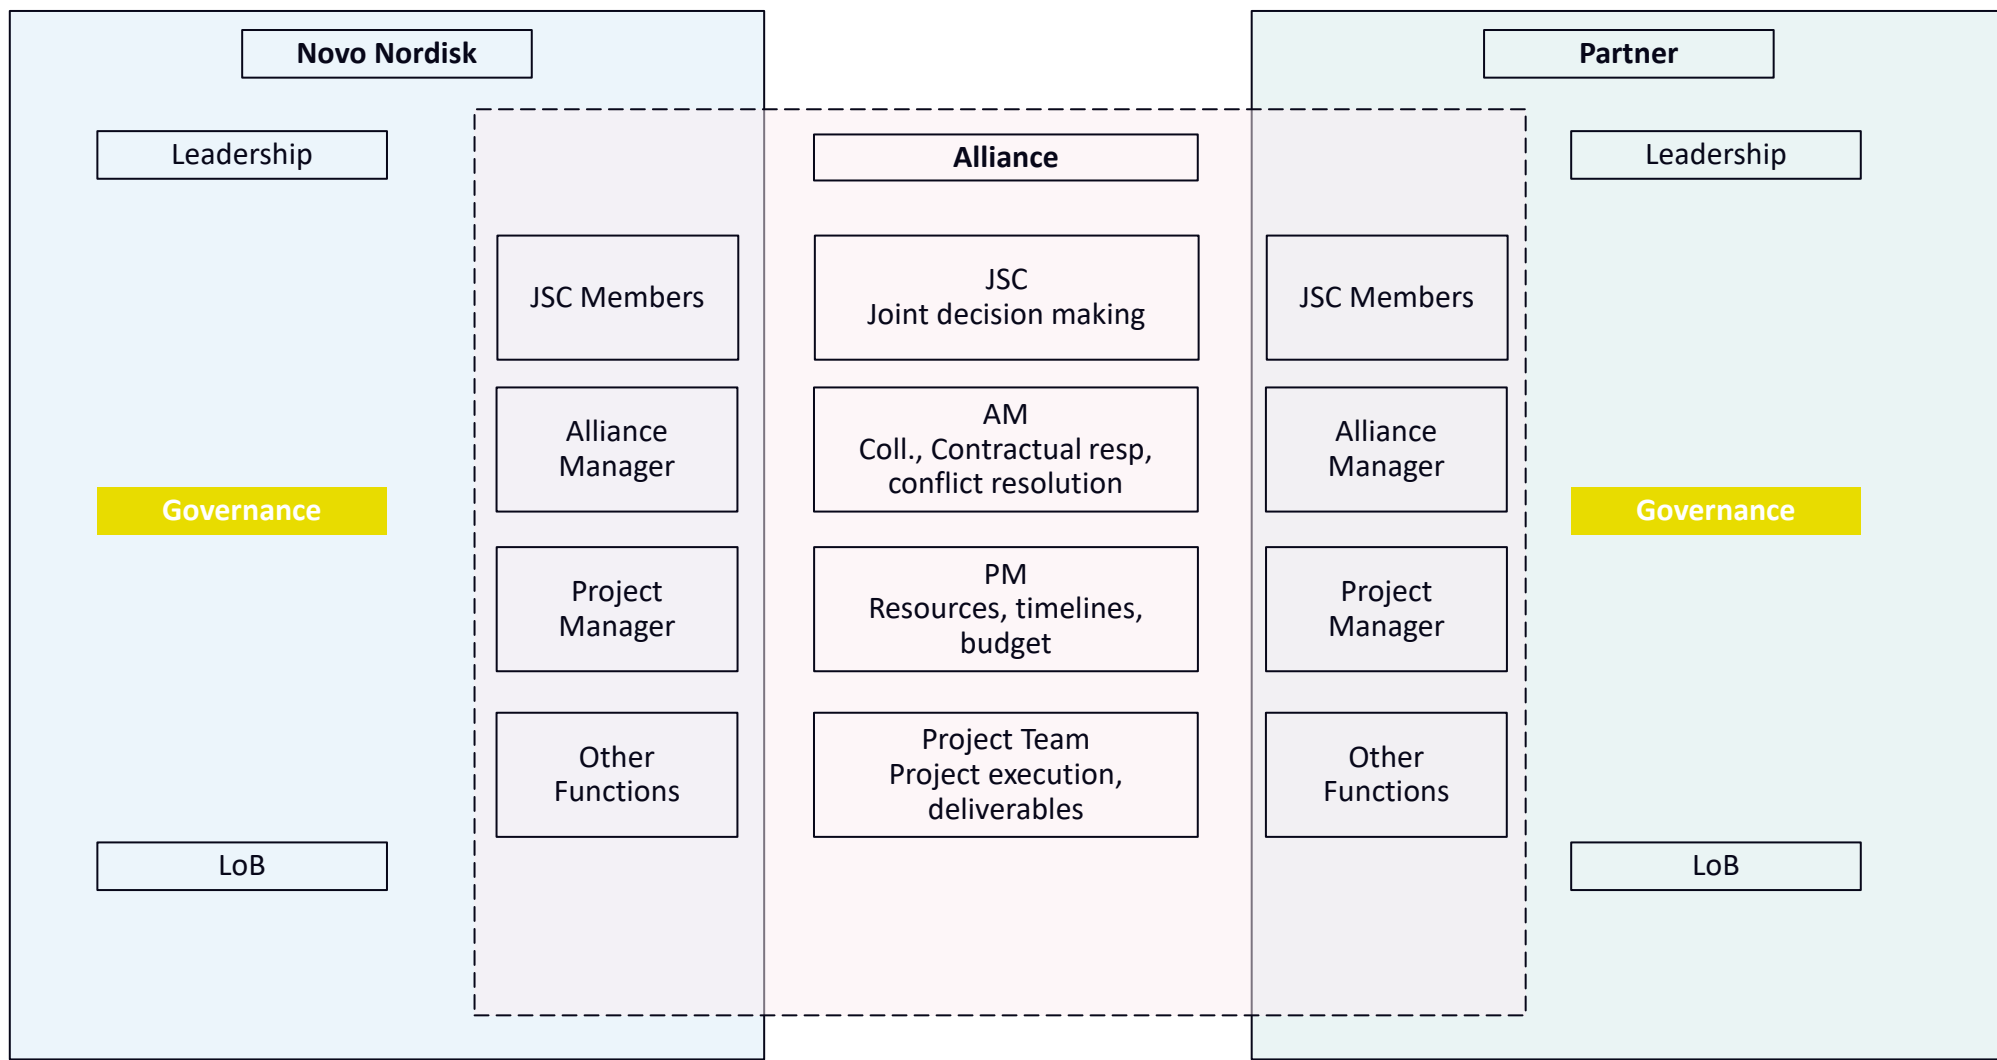 Novo Nordisk
Partner
Leadership
Alliance
Leadership
JSC Members
JSC
Joint decision making
JSC Members
Alliance
Manager
AM
Coll., Contractual resp,
conflict resolution
Alliance
Manager
Governance
Governance
Project
Manager
PM
Resources, timelines,
budget
Project
Manager
Other
Functions
Project Team
Project execution,
deliverables
Other
Functions
LoB
LoB